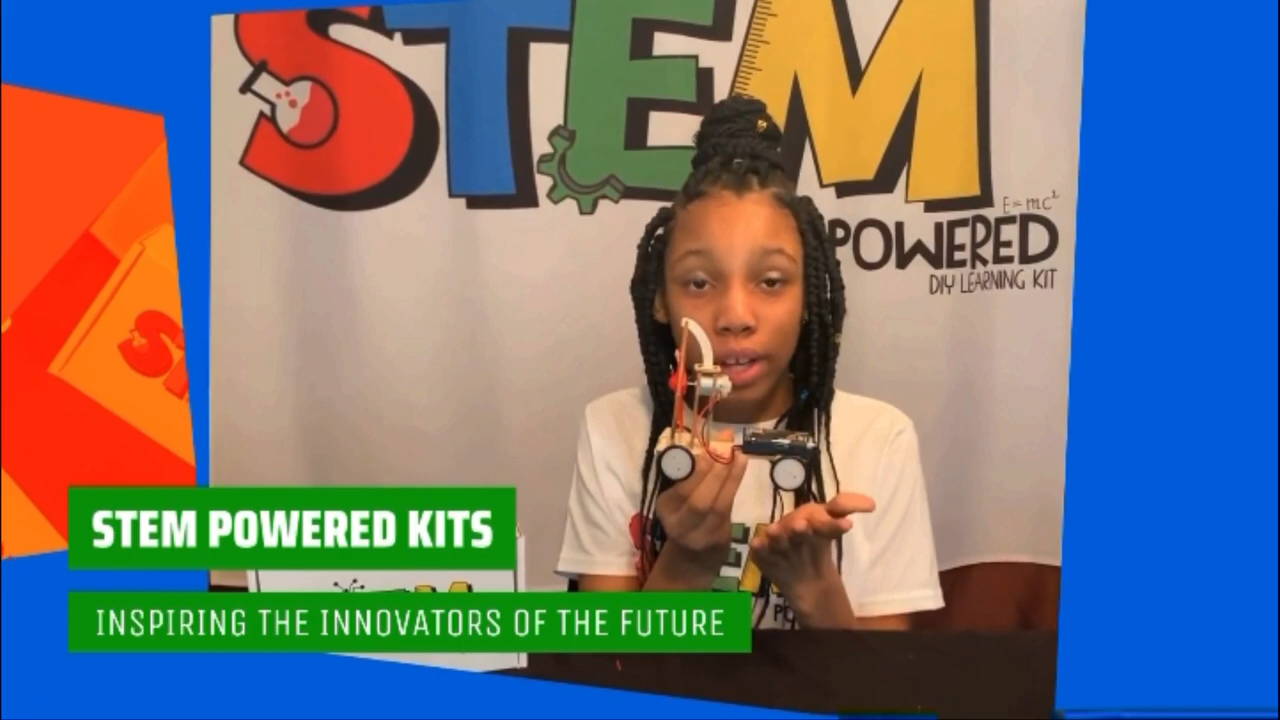 STEM
E=mc²
POWERED
DIY LEARNING KIT
STEM POWERED KITS
INSPIRING THE INNOVATORS OF THE FUTURE